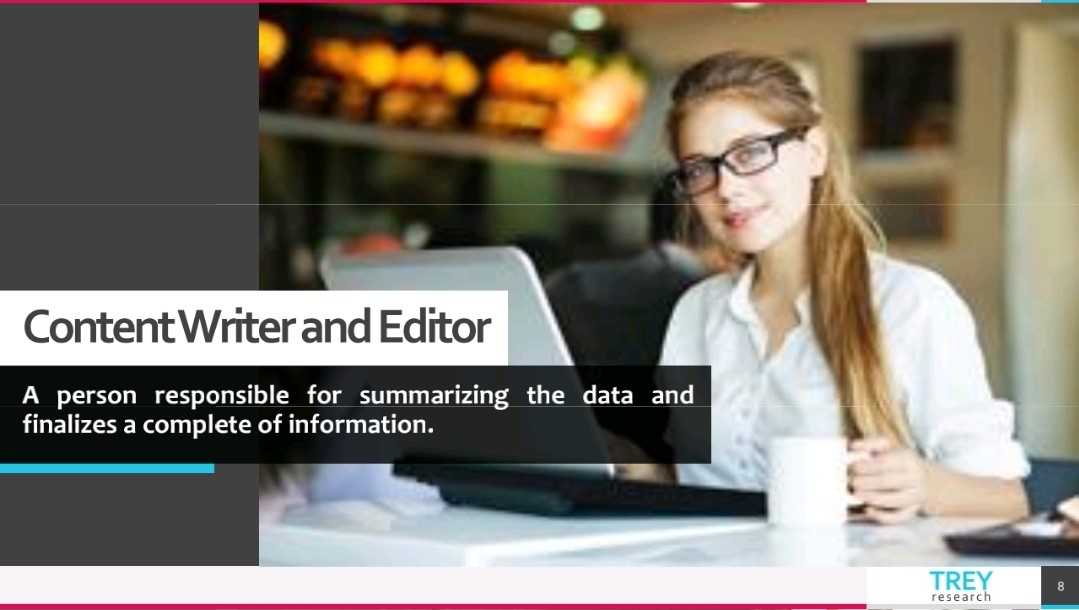 Content Writer and Editor
A person responsible for summarizing the data and
finalizes a complete of information.
TREY
research
8